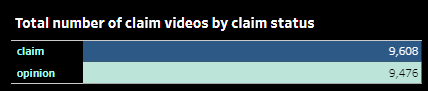 Total number of claim videos by claim status
claim 9,608
opinion 9,476